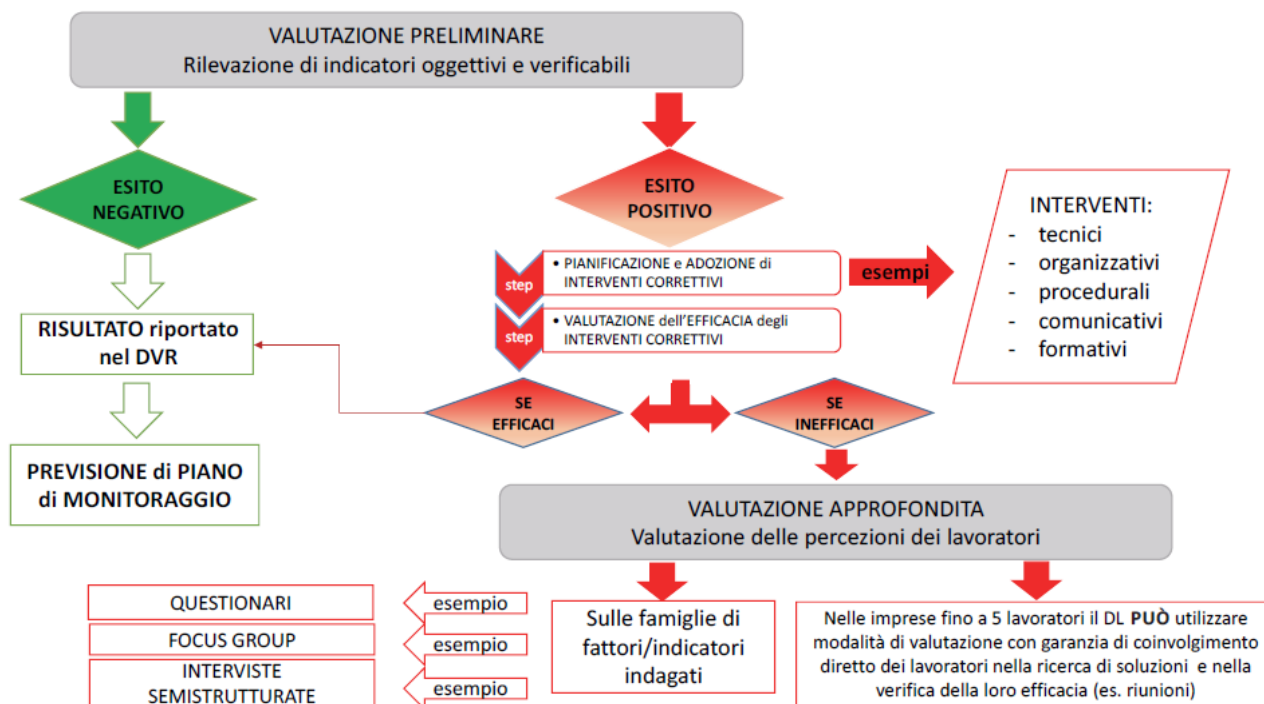 VALUTAZIONE PRELIMINARE
Rilevazione di indicatori oggettivi e verificabili
ESITO
NEGATIVO
ESITO
POSITIVO
INTERVENTI:
- tecnici
- organizzativi
- procedurali
- comunicativi
- formativi
step
• PIANIFICAZIONE e ADOZIONE di
INTERVENTI CORRETTIVI
esempi
step
• VALUTAZIONE dell'EFFICACIA degli
INTERVENTI CORRETTIVI
RISULTATO riportato
nel DVR
SE
EFFICACI
SE
INEFFICACI
PREVISIONE di PIANO
di MONITORAGGIO
VALUTAZIONE APPROFONDITA
Valutazione delle percezioni dei lavoratori
QUESTIONARI
esempio
FOCUS GROUP
esempio
INTERVISTE
SEMISTRUTTURATE
esempio
Sulle famiglie di
fattori/indicatori
indagati
Nelle imprese fino a 5 lavoratori il DL PUÒ utilizzare
modalità di valutazione con garanzia di coinvolgimento
diretto dei lavoratori nella ricerca di soluzioni e nella
verifica della loro efficacia (es. riunioni)